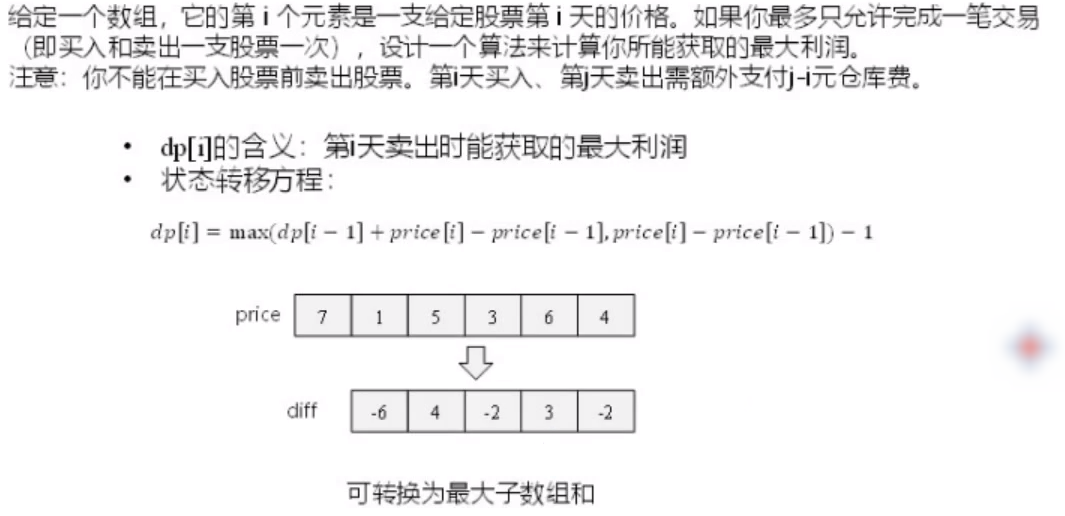 给定一个数组，它的第 i 个元素是一支给定股票第 i 天的价格。如果你最多只允许完成一笔交易
（即买入和卖出一支股票一次），设计一个算法来计算你所能获取的最大利润。
注意：你不能在买入股票前卖出股票。第i天买入、第j天卖出需额外支付j-i元仓库费。
• dp[i]的含义：第i天卖出时能获取的最大利润
• 状态转移方程：
dp[i] = max(dp[i − 1] + price[i] − price[i − 1], price[i] − price[i − 1]) − 1
price 7 1 5 3 6 4
diff -6 4 -2 3 -2
可转换为最大子数组和